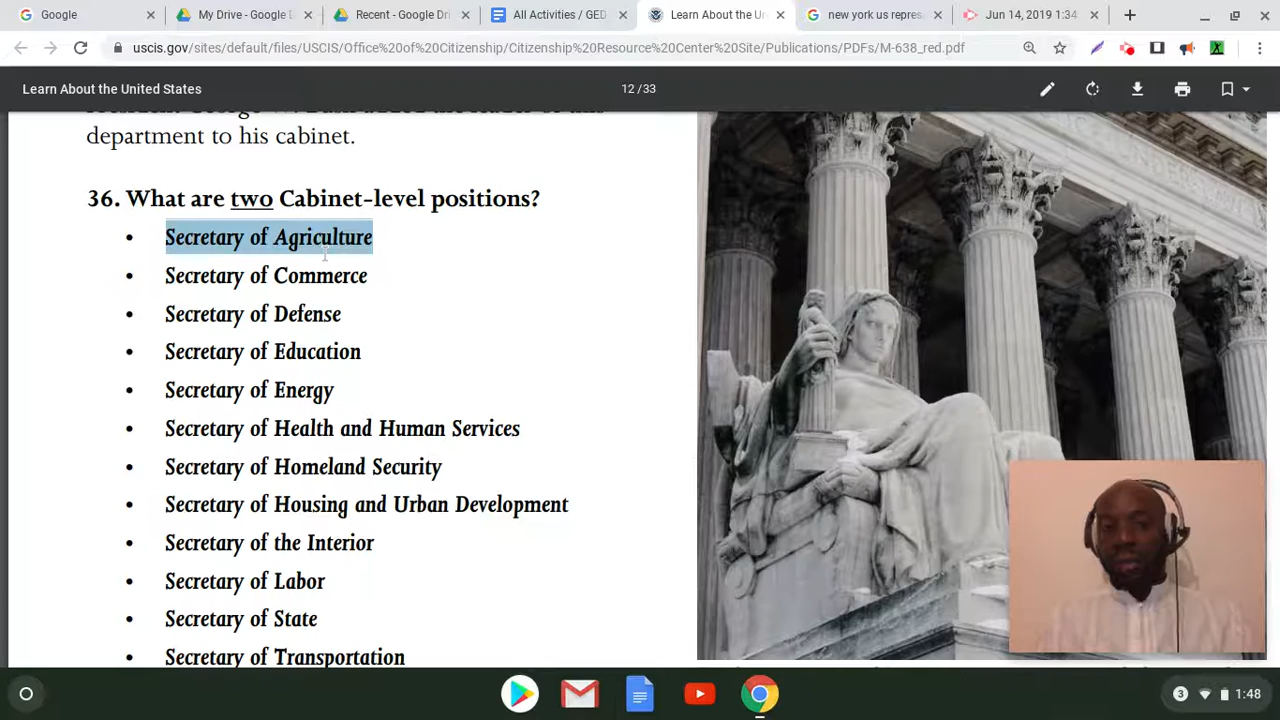 Google
My Drive - Google D
Recent - Google Dri
All Activities / GED
Learn About the Un
new york us repres
Jun 14, 2019 1:34
uscis.gov/sites/default/files/USCIS/Office%20of%20Citizenship/Citizenship%20Resource%20Center%20Site/Publications/PDFs/M-638_red.pdf
Learn About the United States
12/33
department to his cabinet.
36. What are two Cabinet-level positions?
• Secretary of Agriculture
• Secretary of Commerce
• Secretary of Defense
• Secretary of Education
• Secretary of Energy
• Secretary of Health and Human Services
• Secretary of Homeland Security
• Secretary of Housing and Urban Development
• Secretary of the Interior
• Secretary of Labor
• Secretary of State
• Secretary of Transportation
3
1:48